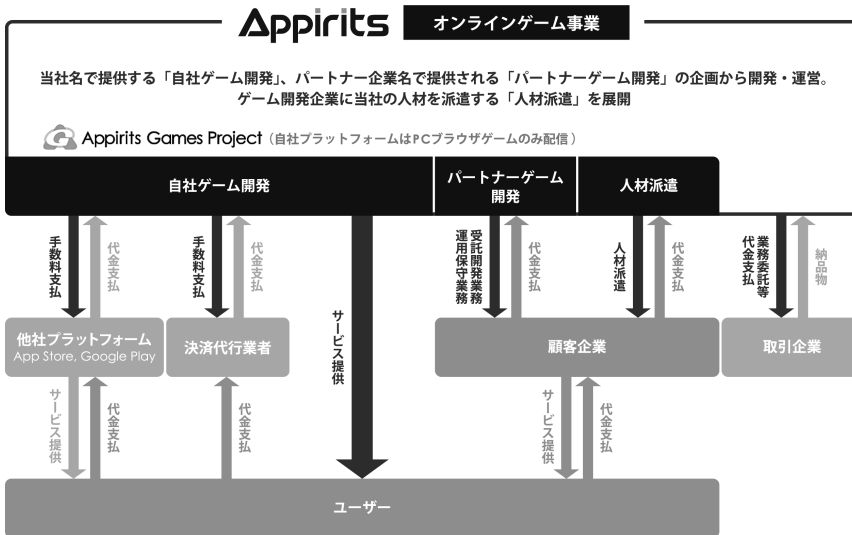 Appirits オンラインゲーム事業
当社名で提供する「自社ゲーム開発」、パートナー企業名で提供される「パートナーゲーム開発」の企画から開発・運営。
ゲーム開発企業に当社の人材を派遣する「人材派遣」を展開
Appirits Games Project（自社プラットフォームはPCブラウザゲームのみ配信）
自社ゲーム開発
パートナーゲーム
開発
人材派遣
手数料支払
代金支払
手数料支払
代金支払
サービス提供
受託開発業務
運用保守業務
代金支払
人材派遣
代金支払
業務委託等
代金支払
納品物
他社プラットフォーム
App Store, Google Play
決済代行業者
顧客企業
取引企業
サービス提供
代金支払
代金支払
サービス提供
代金支払
ユーザー